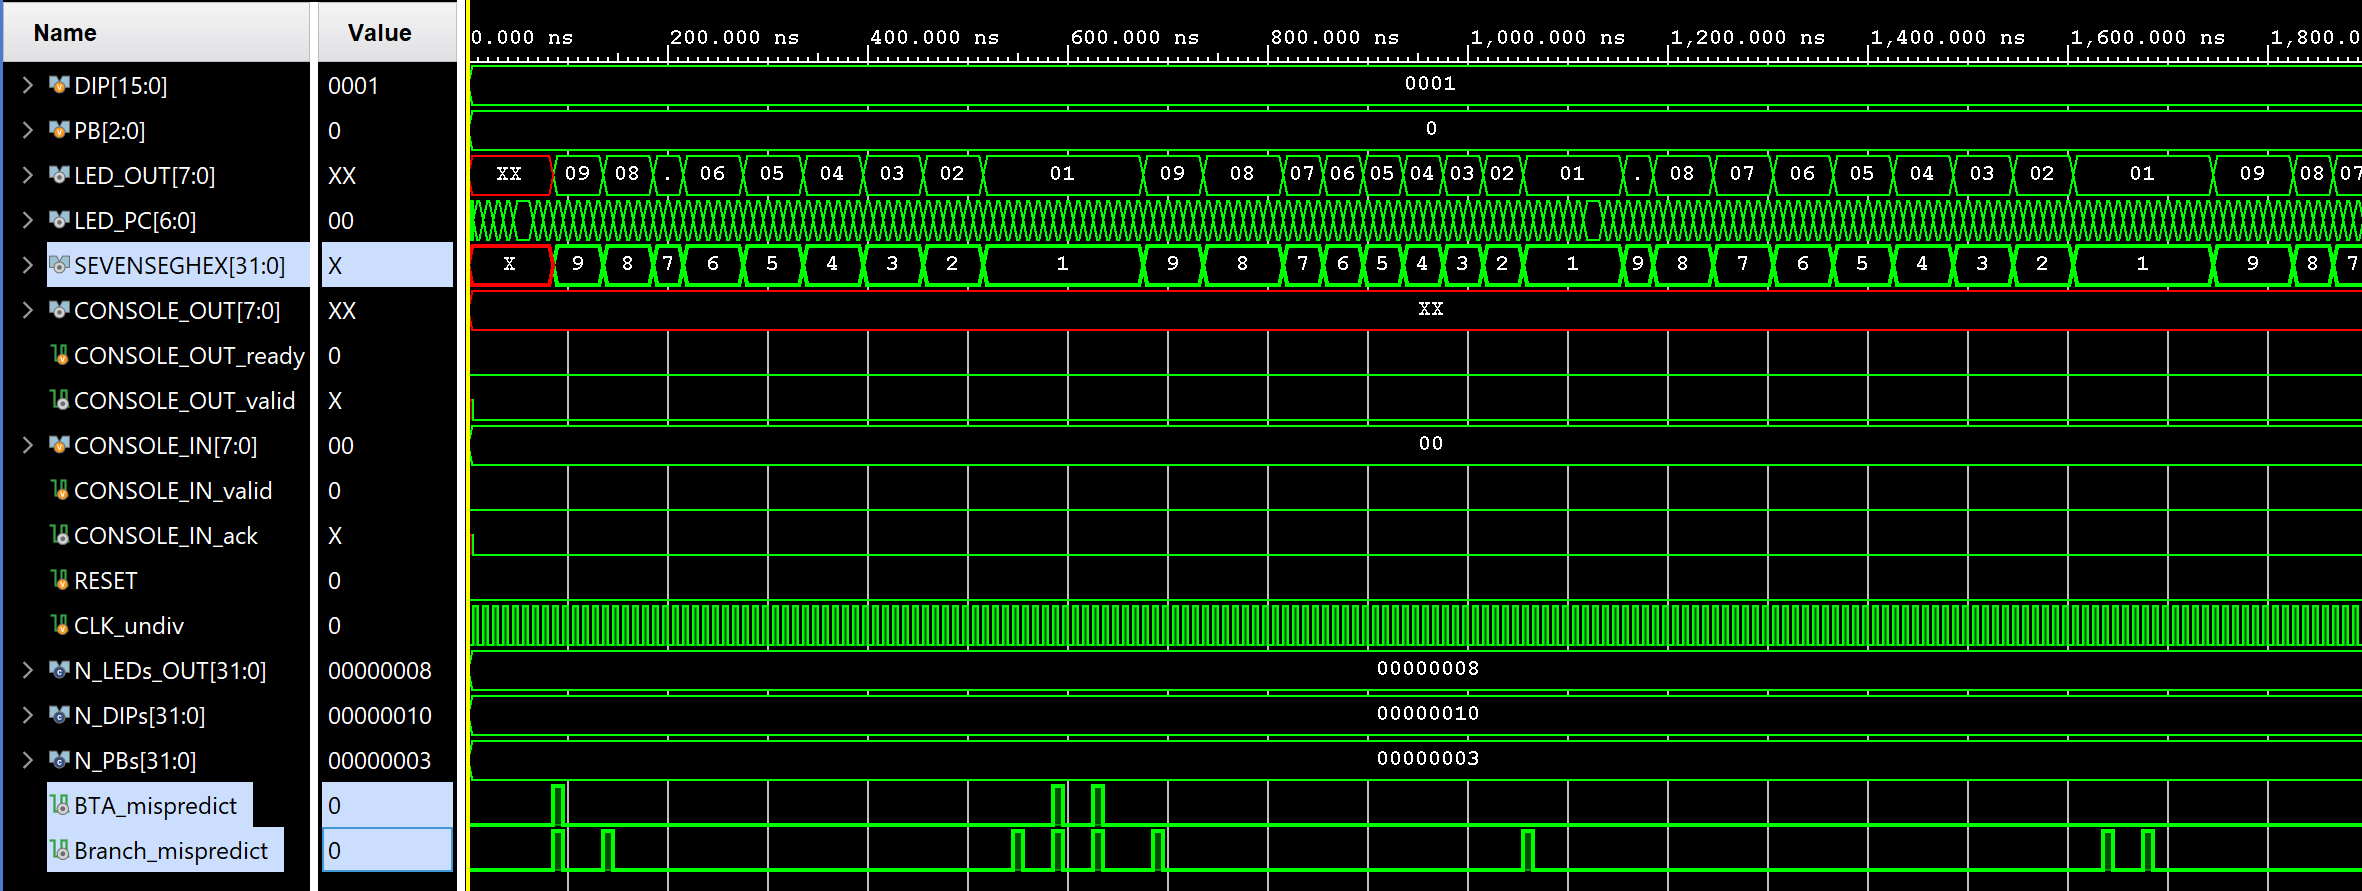 Name Value 0.000 ns 200.000 ns 400.000 ns 600.000 ns 800.000 ns 1,000.000 ns 1,200.000 ns 1,400.000 ns 1,600.000 ns 1,800.0
DIP[15:0] 0001 0001
PB[2:0] 0 0
LED_OUT[7:0] XX XX 09 08 . 06 05 04 03 02 01 09 08 07 06 05 04 03 02 01 . 08 07 06 05 04 03 02 01 09 08 07
LED_PC[6:0] 00
SEVENSEGHEX[31:0] X X 9 8 7 6 5 4 3 2 1 9 8 7 6 5 4 3 2 1 9 8 7 6 5 4 3 2 1 9 8 7
CONSOLE_OUT[7:0] XX XX
CONSOLE_OUT_ready 0
CONSOLE_OUT_valid X
CONSOLE_IN[7:0] 00 00
CONSOLE_IN_valid 0
CONSOLE_IN_ack X
RESET 0
CLK_undiv 0
N_LEDs_OUT[31:0] 00000008 00000008
N_DIPs[31:0] 00000010 00000010
N_PBs[31:0] 00000003 00000003
BTA_mispredict 0
Branch_mispredict 0